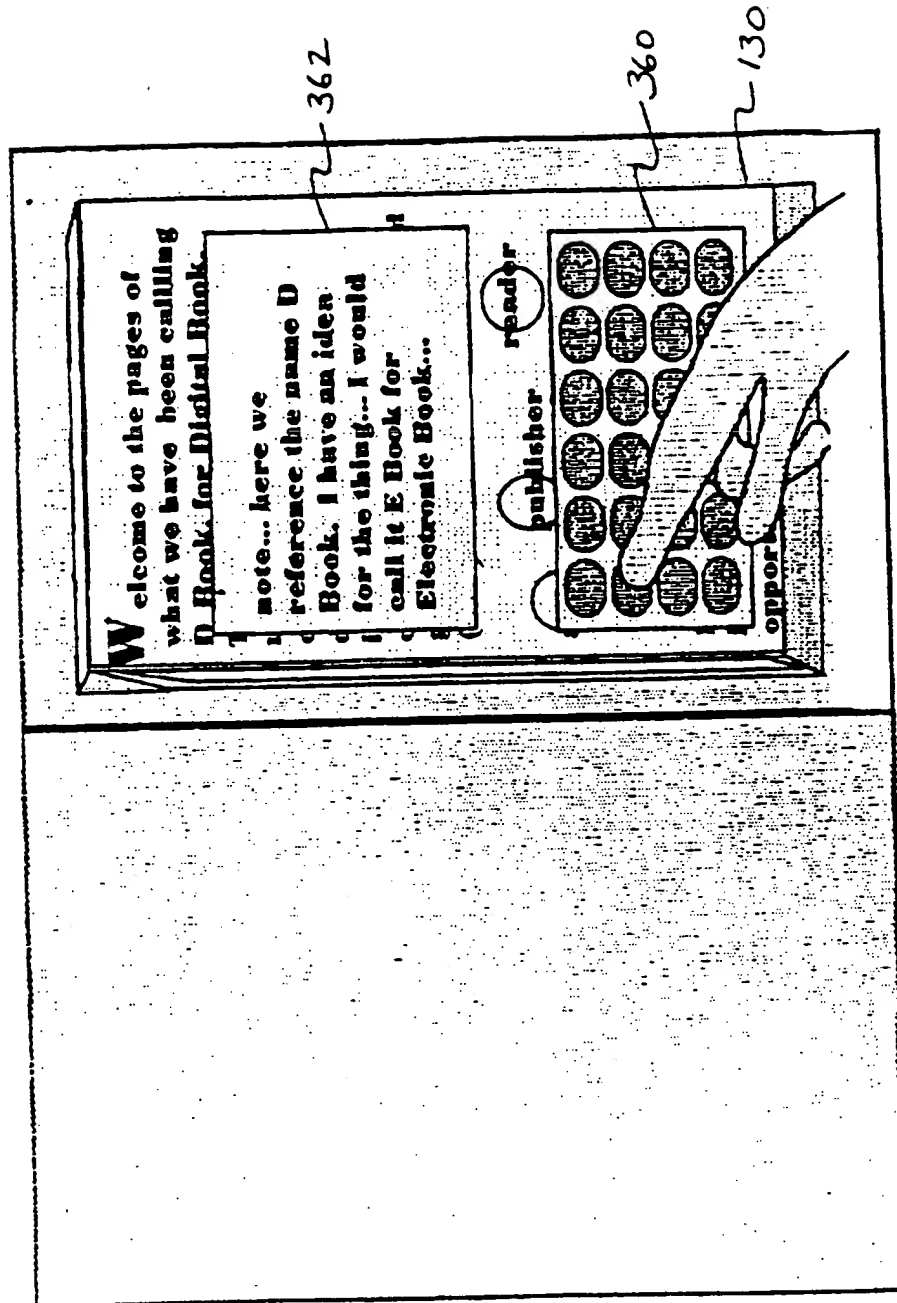 Welcome to the pages of
what we have been callling
D Book, for Digital Book.
note... here we
reference the name D
Book. I have an idea
for the thing... I would
call it E Book for
Electronic Book...
publisher
reader
oppor
362
360
130